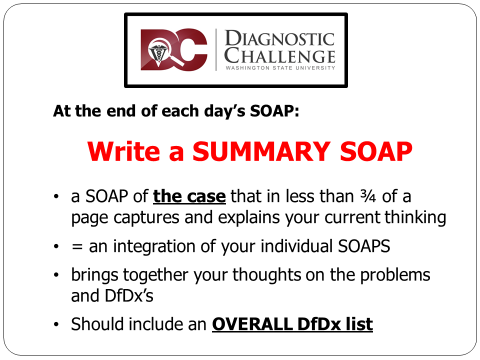 DC
DIAGNOSTIC
CHALLENGE
WASHINGTON STATE UNIVERSITY
At the end of each day's SOAP:
Write a SUMMARY SOAP
• a SOAP of the case that in less than ¾ of a
page captures and explains your current thinking
• = an integration of your individual SOAPS
• brings together your thoughts on the problems
and DfDx's
• Should include an OVERALL DfDx list